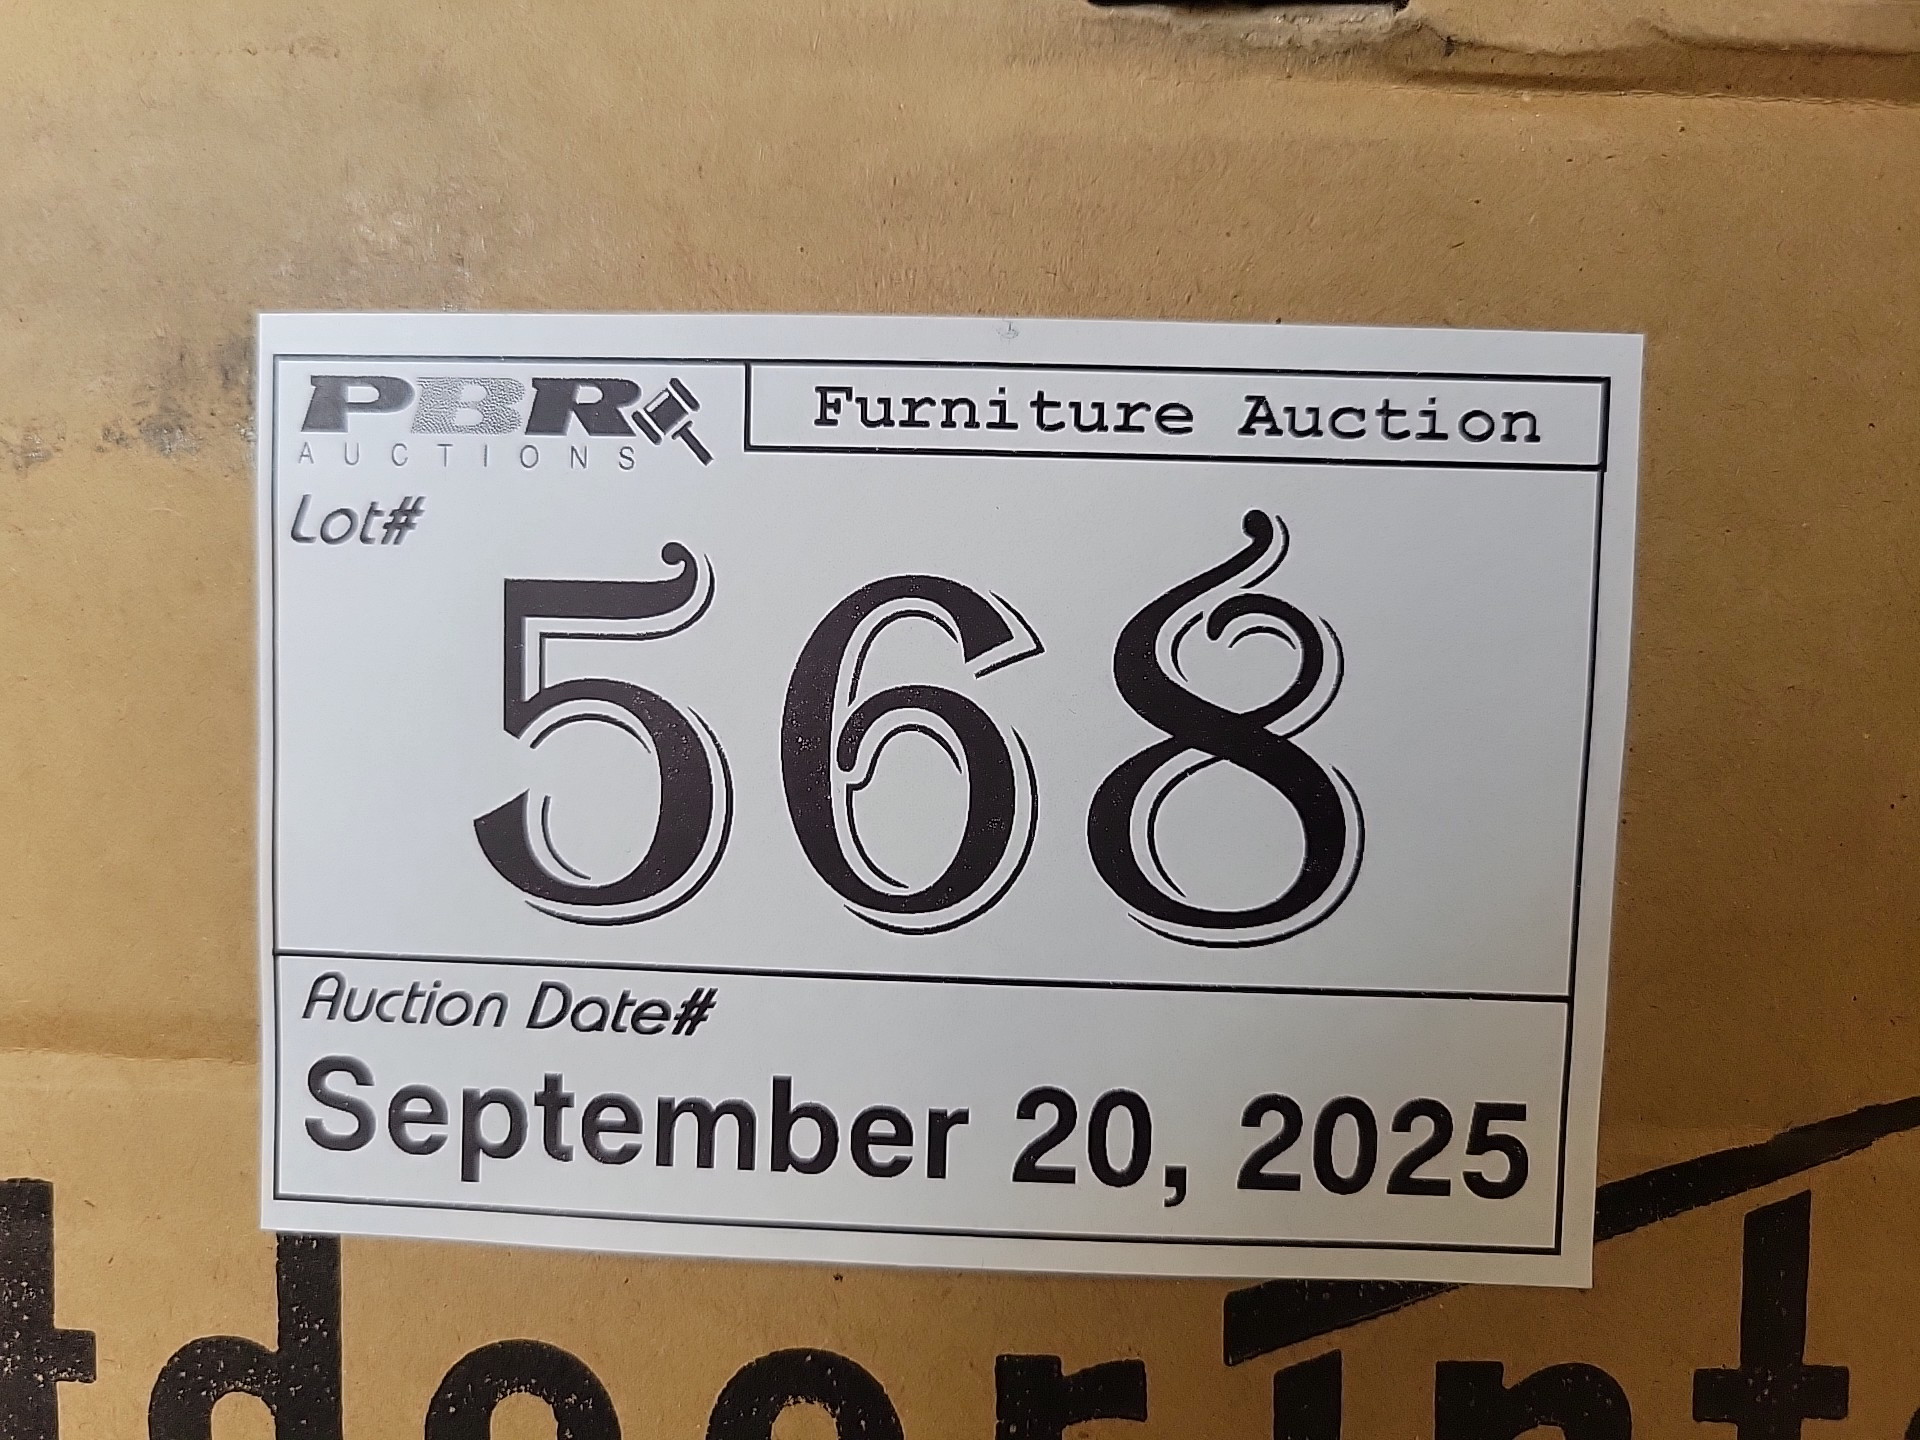 PBR
AUCTIONS
Furniture Auction
Lot#
568
Auction Date#
September 20, 2025